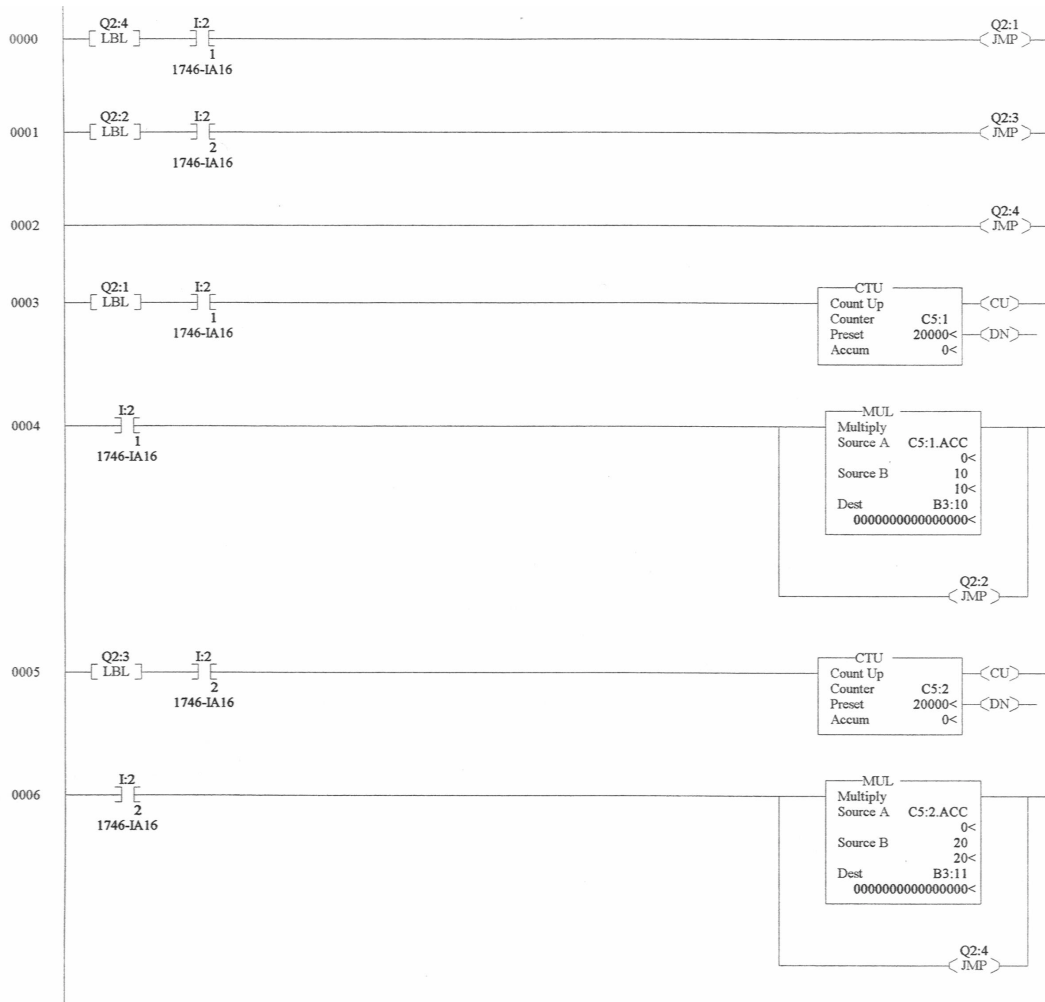 Q2:4 I:2 Q2:1
0000 LBL JMP
1
1746-IA16
Q2:2 I:2 Q2:3
0001 LBL JMP
2
1746-IA16
Q2:4
0002 JMP
Q2:1 I:2 CTU
0003 LBL Count Up CU
1 Counter C5:1
1746-IA16 Preset 20000< DN
Accum 0<
I:2 MUL
0004 Multiply
1 Source A C5:1.ACC
1746-IA16 0<
Source B 10
10<
Dest B3:10
0000000000000000<
Q2:2
JMP
Q2:3 I:2 CTU
0005 LBL Count Up CU
2 Counter C5:2
1746-IA16 Preset 20000< DN
Accum 0<
I:2 MUL
0006 Multiply
2 Source A C5:2.ACC
1746-IA16 0<
Source B 20
20<
Dest B3:11
0000000000000000<
Q2:4
JMP